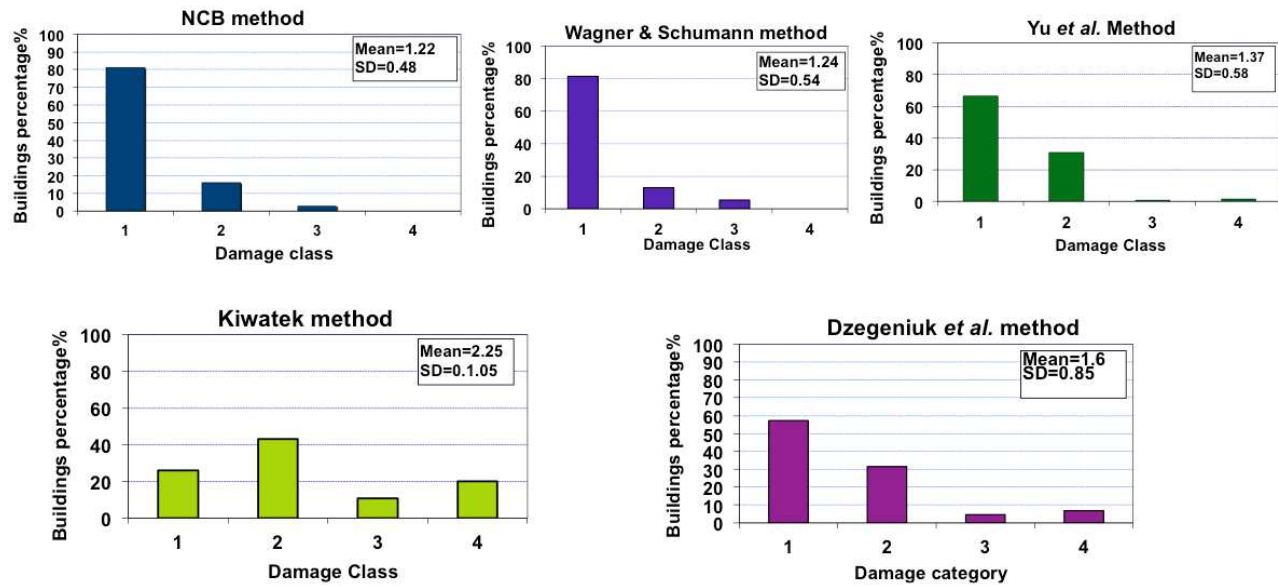 NCB method
Buildings percentage%
100
90
80
70
60
50
40
30
20
10
0
Mean=1.22
SD=0.48
1 2 3 4
Damage class
Wagner & Schumann method
Buildings percentage%
100
80
60
40
20
0
Mean=1.24
SD=0.54
1 2 3 4
Damage Class
Yu et al. Method
Buildings percentage%
100
80
60
40
20
0
Mean=1.37
SD=0.58
1 2 3 4
Damage Class
Kiwatek method
Buildings percentage%
100
80
60
40
20
0
Mean=2.25
SD=0.1.05
1 2 3 4
Damage Class
Dzegeniuk et al. method
Buildings percentage%
100
90
80
70
60
50
40
30
20
10
0
Mean=1.6
SD=0.85
1 2 3 4
Damage category